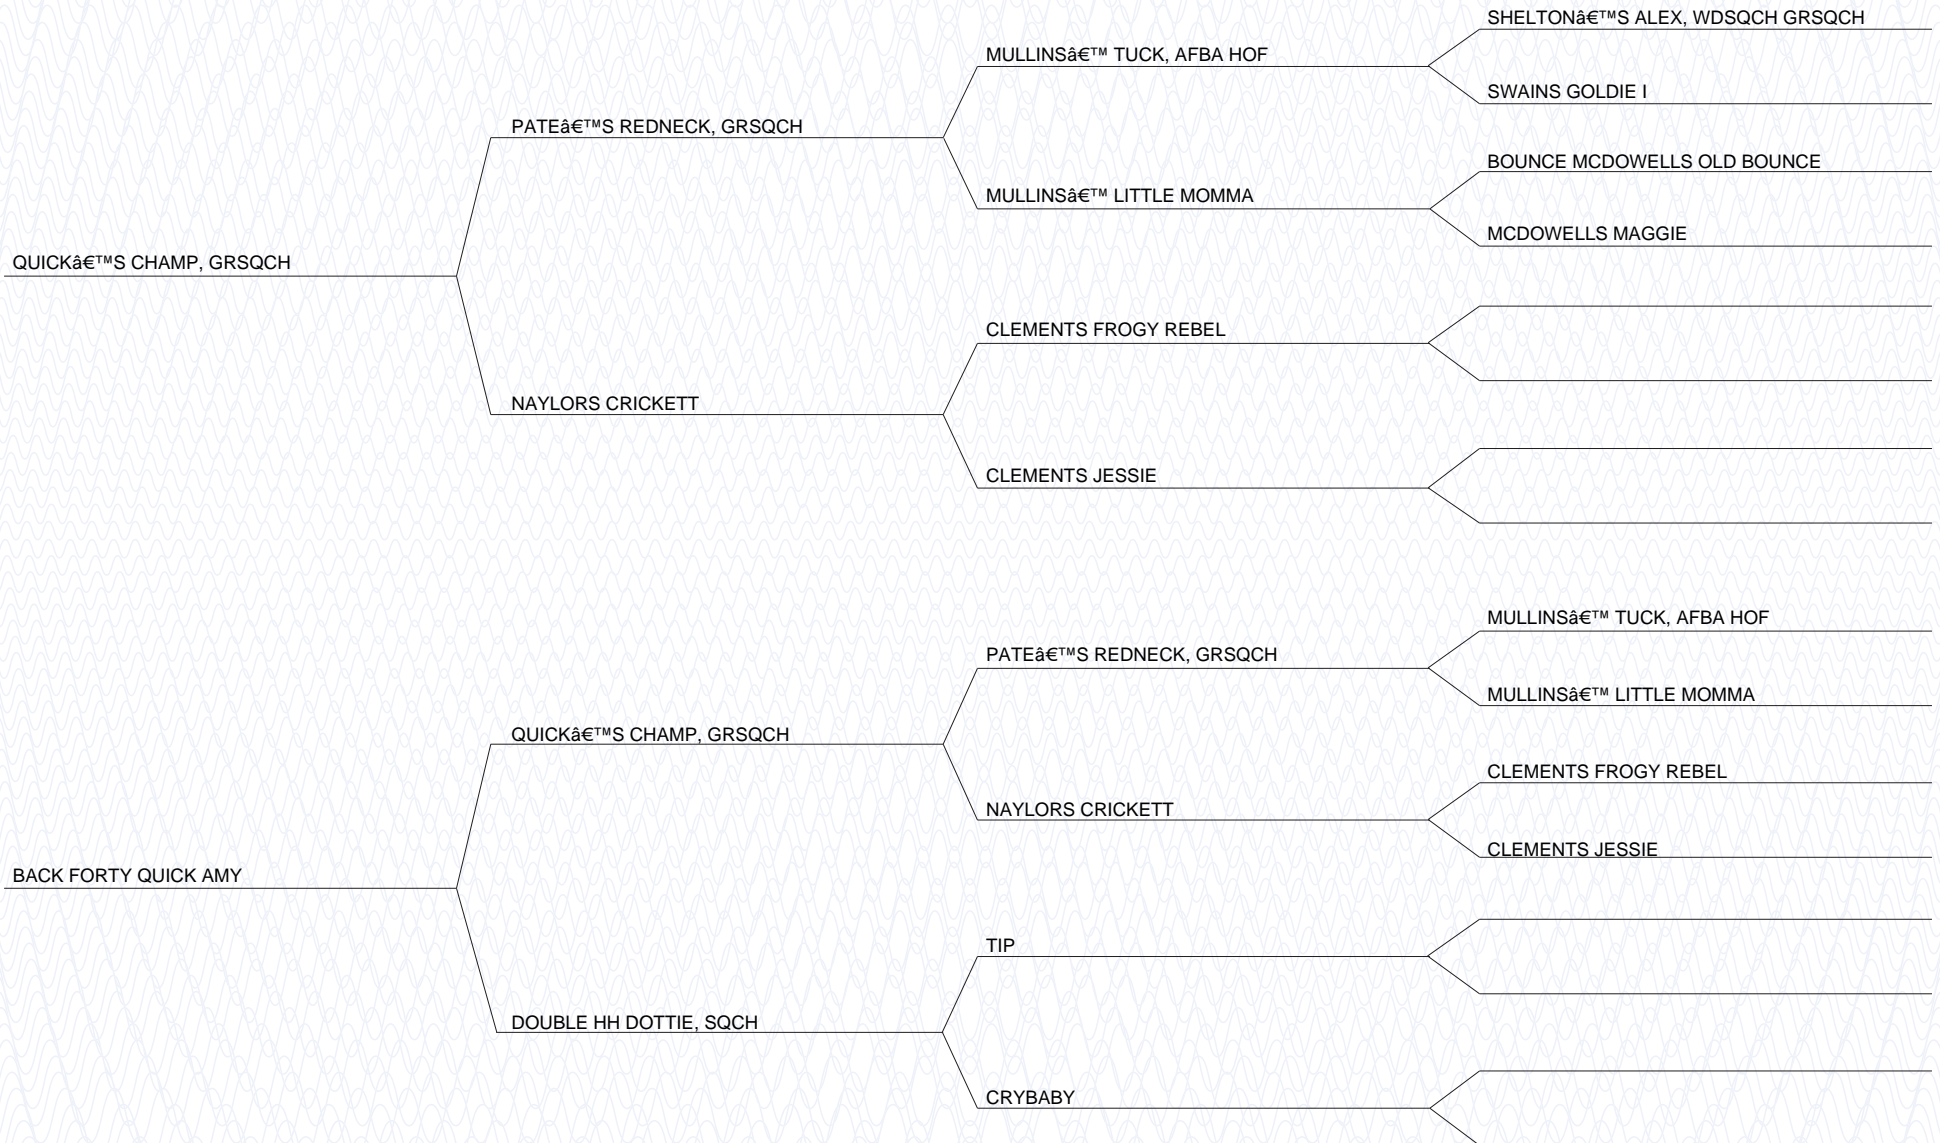 SHELTONâ€™S ALEX, WDSQCH GRSQCH
MULLINSâ€™ TUCK, AFBA HOF
SWAINS GOLDIE I
PATEâ€™S REDNECK, GRSQCH
BOUNCE MCDOWELLS OLD BOUNCE
MULLINSâ€™ LITTLE MOMMA
MCDOWELLS MAGGIE
QUICKâ€™S CHAMP, GRSQCH
CLEMENTS FROGY REBEL
NAYLORS CRICKETT
CLEMENTS JESSIE
MULLINSâ€™ TUCK, AFBA HOF
PATEâ€™S REDNECK, GRSQCH
MULLINSâ€™ LITTLE MOMMA
QUICKâ€™S CHAMP, GRSQCH
CLEMENTS FROGY REBEL
NAYLORS CRICKETT
CLEMENTS JESSIE
BACK FORTY QUICK AMY
TIP
DOUBLE HH DOTTIE, SQCH
CRYBABY